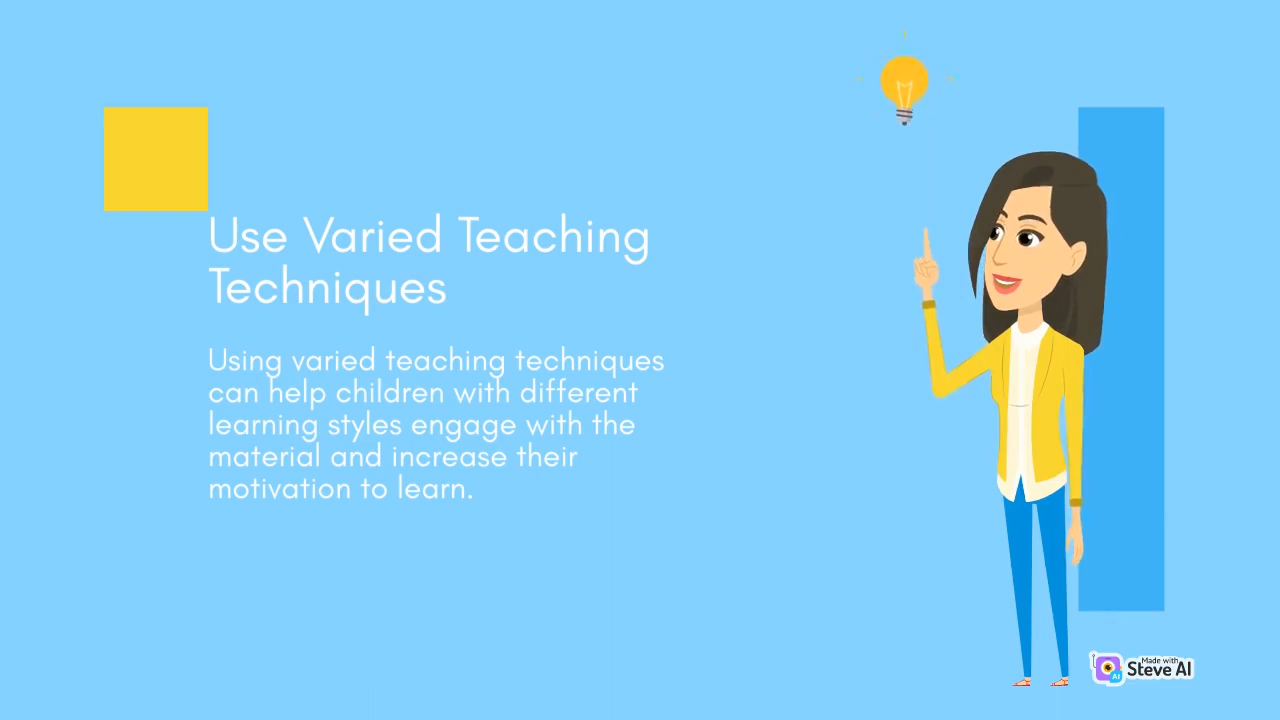 Use Varied Teaching
Techniques
Using varied teaching techniques
can help children with different
learning styles engage with the
material and increase their
motivation to learn.
Made with
Steve AI
AI